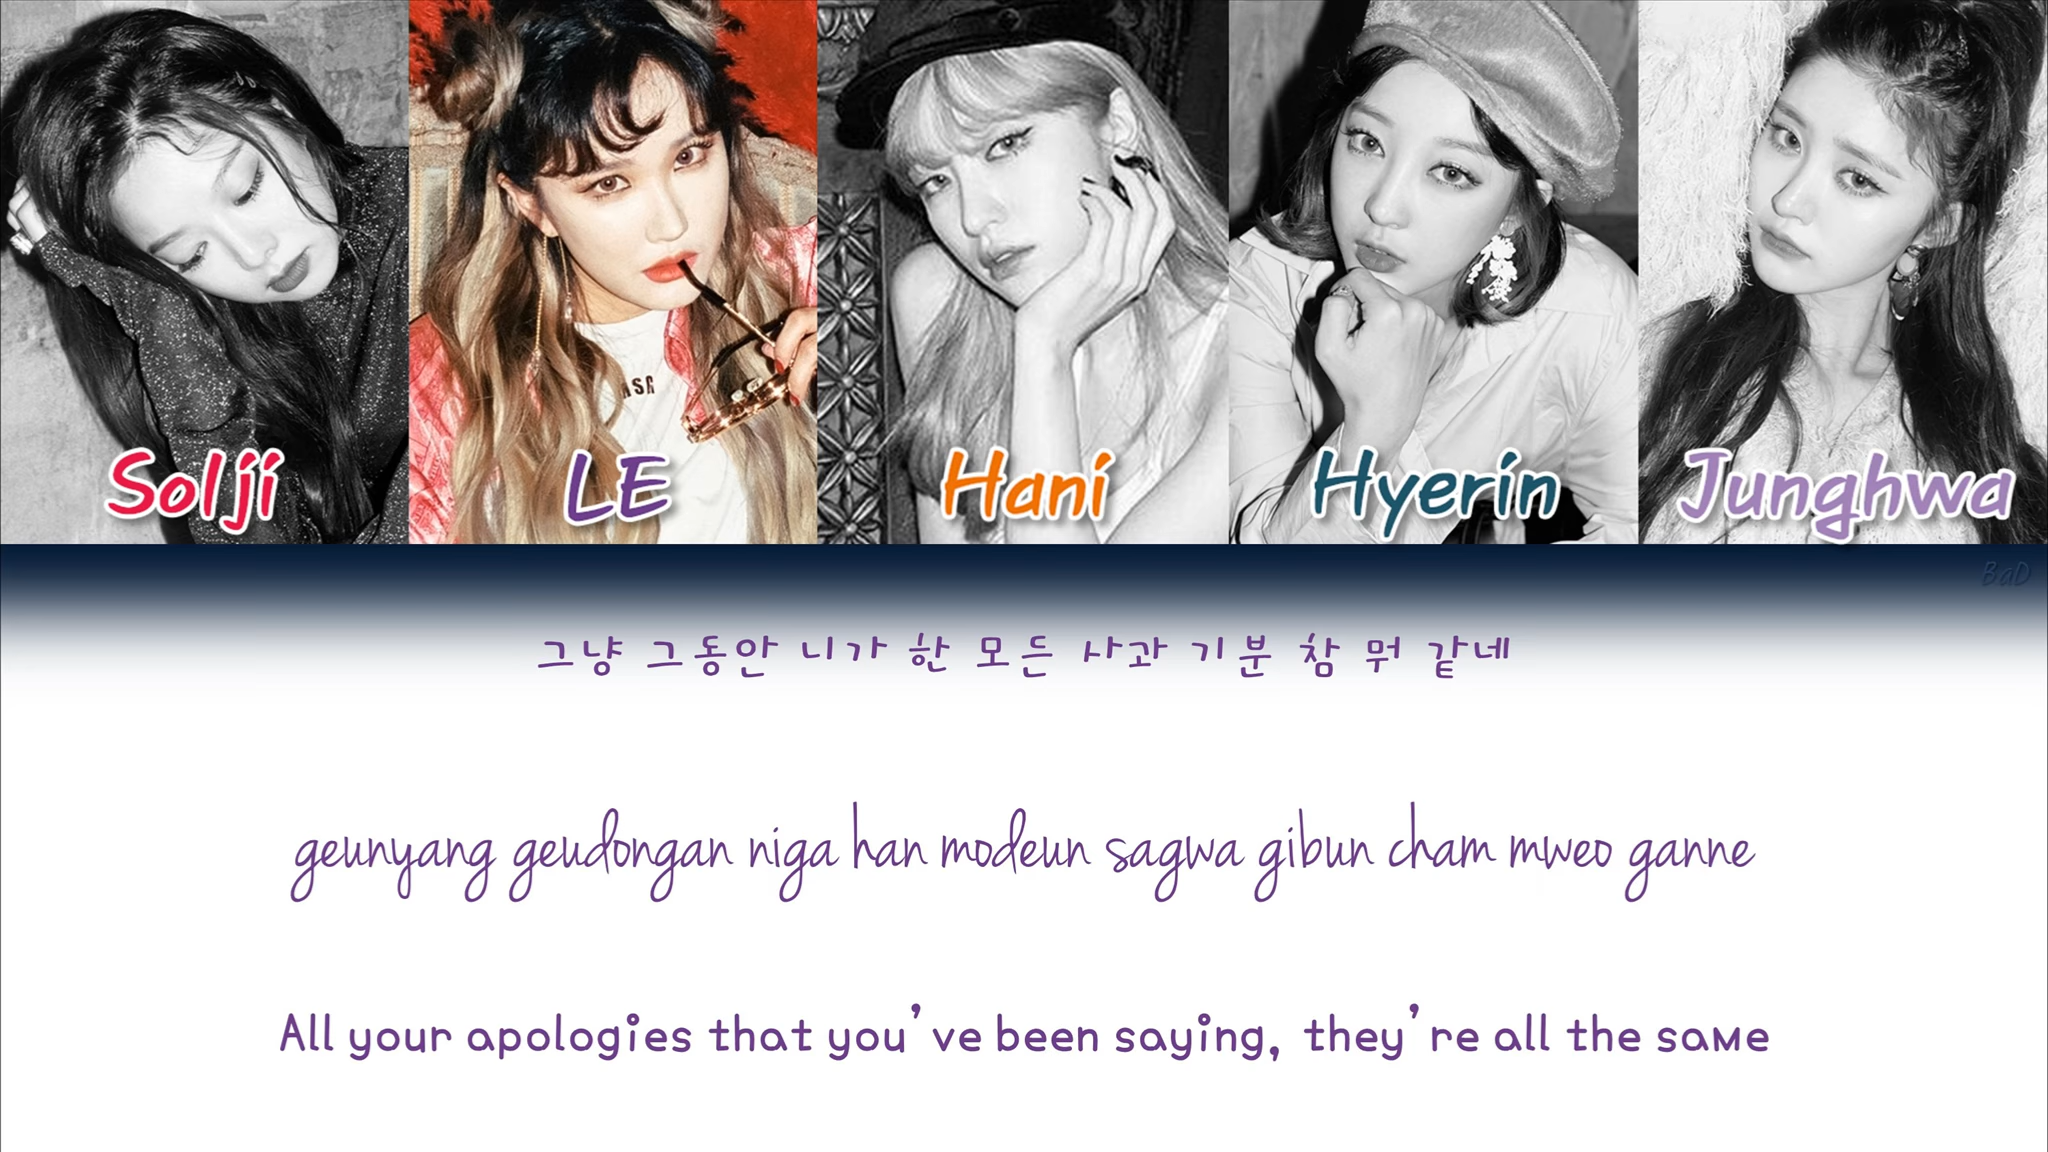 Solji LE Hani Hyerin Junghwa
BaD
그냥 그동안 니가 한 모든 사과 기분 참 뭐 같네
geunyang geudongan niga han modeun sagwa gibun cham mweo ganne
All your apologies that you've been saying, they're all the same